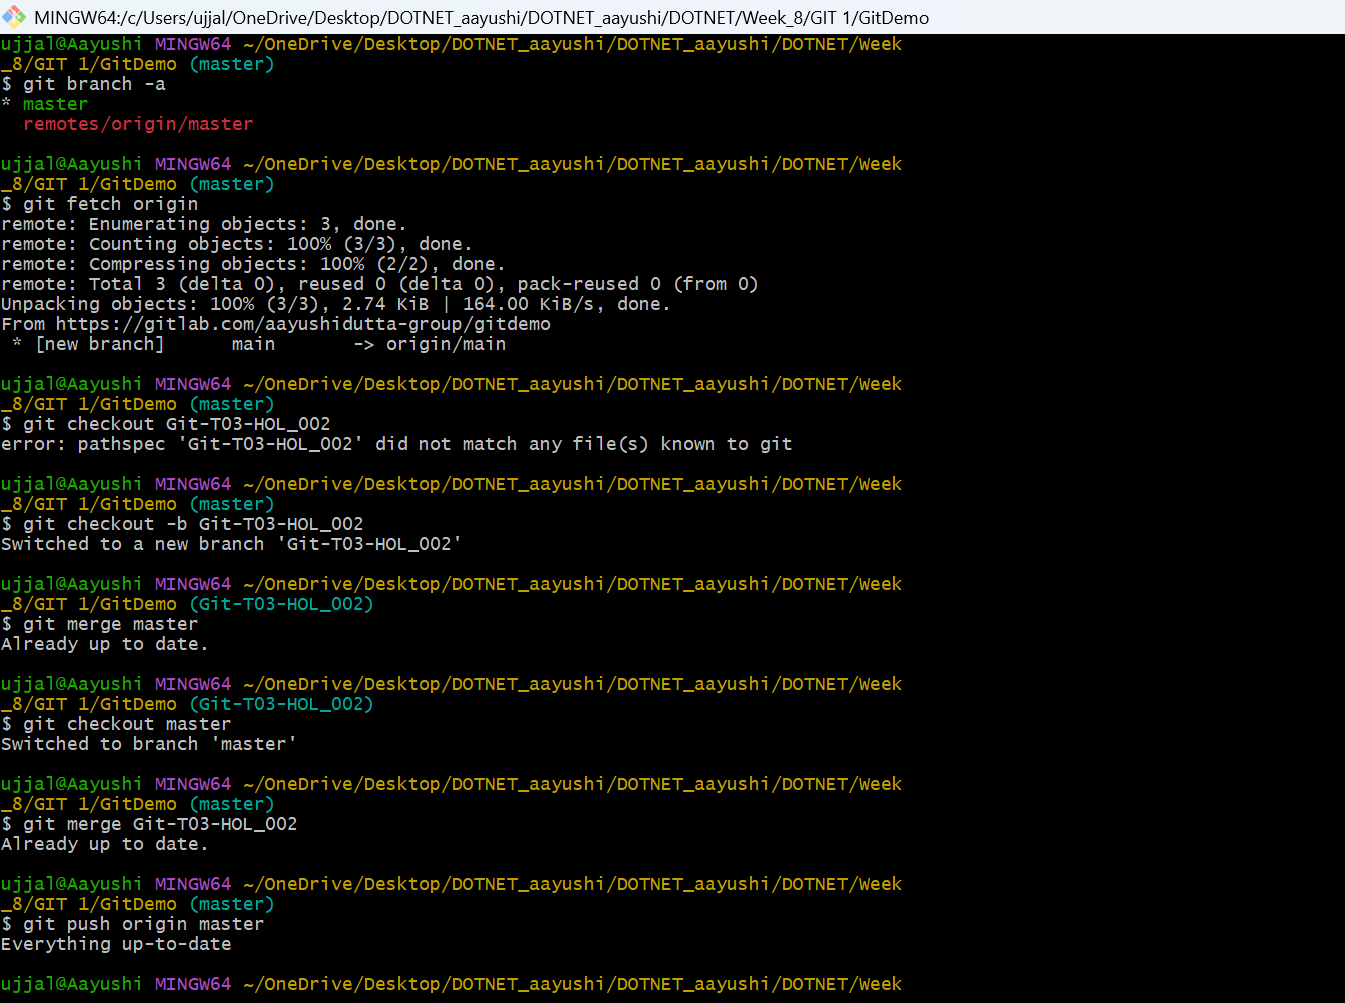 MINGW64:/c/Users/ujjal/OneDrive/Desktop/DOTNET_aayushi/DOTNET_aayushi/DOTNET/Week_8/GIT 1/GitDemo
ujjal@Aayushi MINGW64 ~/OneDrive/Desktop/DOTNET_aayushi/DOTNET_aayushi/DOTNET/Week
_8/GIT 1/GitDemo (master)
$ git branch -a
* master
  remotes/origin/master
ujjal@Aayushi MINGW64 ~/OneDrive/Desktop/DOTNET_aayushi/DOTNET_aayushi/DOTNET/Week
_8/GIT 1/GitDemo (master)
$ git fetch origin
remote: Enumerating objects: 3, done.
remote: Counting objects: 100% (3/3), done.
remote: Compressing objects: 100% (2/2), done.
remote: Total 3 (delta 0), reused 0 (delta 0), pack-reused 0 (from 0)
Unpacking objects: 100% (3/3), 2.74 KiB | 164.00 KiB/s, done.
From https://gitlab.com/aayushidutta-group/gitdemo
 * [new branch]      main       -> origin/main
ujjal@Aayushi MINGW64 ~/OneDrive/Desktop/DOTNET_aayushi/DOTNET_aayushi/DOTNET/Week
_8/GIT 1/GitDemo (master)
$ git checkout Git-T03-HOL_002
error: pathspec 'Git-T03-HOL_002' did not match any file(s) known to git
ujjal@Aayushi MINGW64 ~/OneDrive/Desktop/DOTNET_aayushi/DOTNET_aayushi/DOTNET/Week
_8/GIT 1/GitDemo (master)
$ git checkout -b Git-T03-HOL_002
Switched to a new branch 'Git-T03-HOL_002'
ujjal@Aayushi MINGW64 ~/OneDrive/Desktop/DOTNET_aayushi/DOTNET_aayushi/DOTNET/Week
_8/GIT 1/GitDemo (Git-T03-HOL_002)
$ git merge master
Already up to date.
ujjal@Aayushi MINGW64 ~/OneDrive/Desktop/DOTNET_aayushi/DOTNET_aayushi/DOTNET/Week
_8/GIT 1/GitDemo (Git-T03-HOL_002)
$ git checkout master
Switched to branch 'master'
ujjal@Aayushi MINGW64 ~/OneDrive/Desktop/DOTNET_aayushi/DOTNET_aayushi/DOTNET/Week
_8/GIT 1/GitDemo (master)
$ git merge Git-T03-HOL_002
Already up to date.
ujjal@Aayushi MINGW64 ~/OneDrive/Desktop/DOTNET_aayushi/DOTNET_aayushi/DOTNET/Week
_8/GIT 1/GitDemo (master)
$ git push origin master
Everything up-to-date
ujjal@Aayushi MINGW64 ~/OneDrive/Desktop/DOTNET_aayushi/DOTNET_aayushi/DOTNET/Week